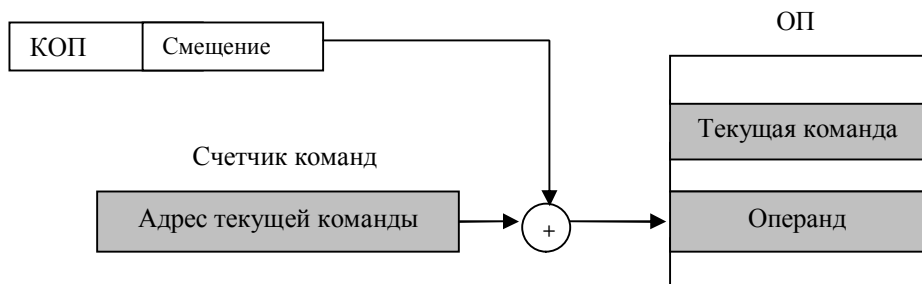 ОП
КОП
Смещение
Текущая команда
Счетчик команд
Адрес текущей команды
+
Операнд